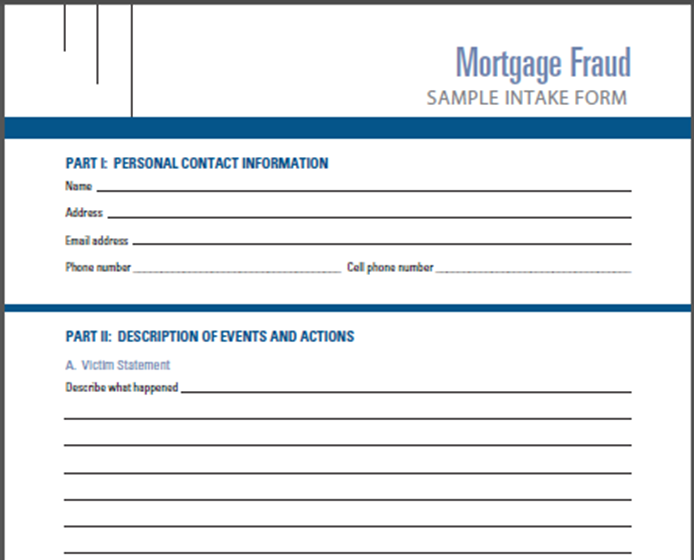 Mortgage Fraud
SAMPLE INTAKE FORM
PART I: PERSONAL CONTACT INFORMATION
Name
Address
Email address
Phone number Cell phone number
PART II: DESCRIPTION OF EVENTS AND ACTIONS
A. Victim Statement
Describe what happened